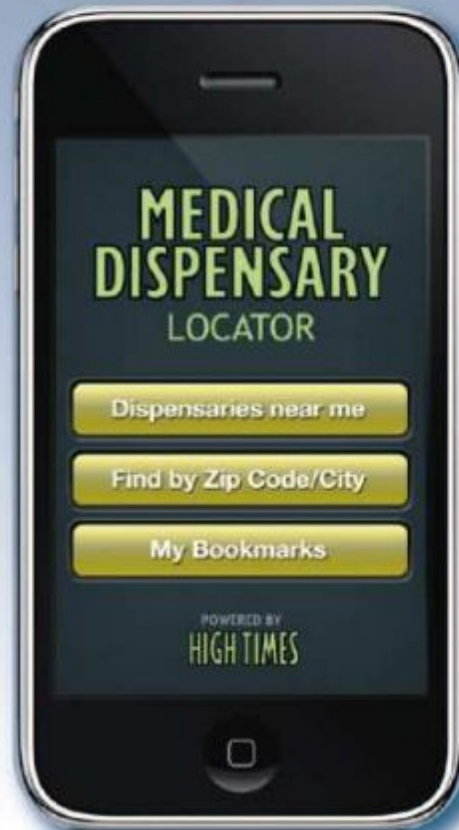 MEDICAL
DISPENSARY
LOCATOR
Dispensaries near me
Find by Zip Code/City
My Bookmarks
POWERED BY
HIGH TIMES